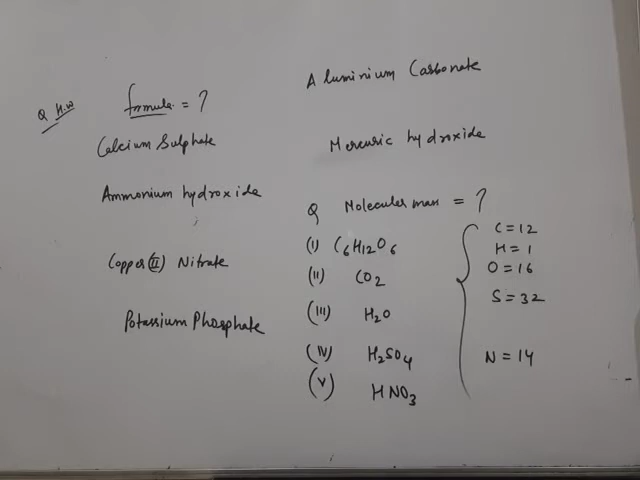 Q H.W
formula = ?
Calcium Sulphate
Ammonium hydroxide
Copper (II) Nitrate
Potassium Phosphate
Aluminium Carbonate
Mercuric hydroxide
Q Molecular mass = ?
(I) C6H12O6
(II) CO2
(III) H2O
(IV) H2SO4
(V) HNO3
C = 12
H = 1
O = 16
S = 32
N = 14